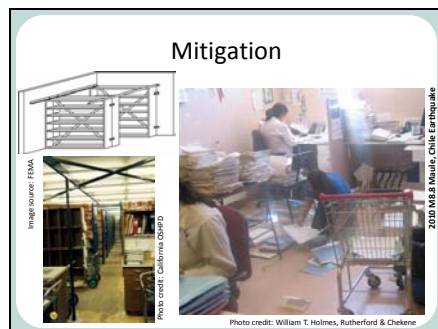 Mitigation
Image source: FEMA
Photo credit: California OSHPD
2010 M8.8 Maule, Chile Earthquake
Photo credit: William T. Holmes, Rutherford & Chekene